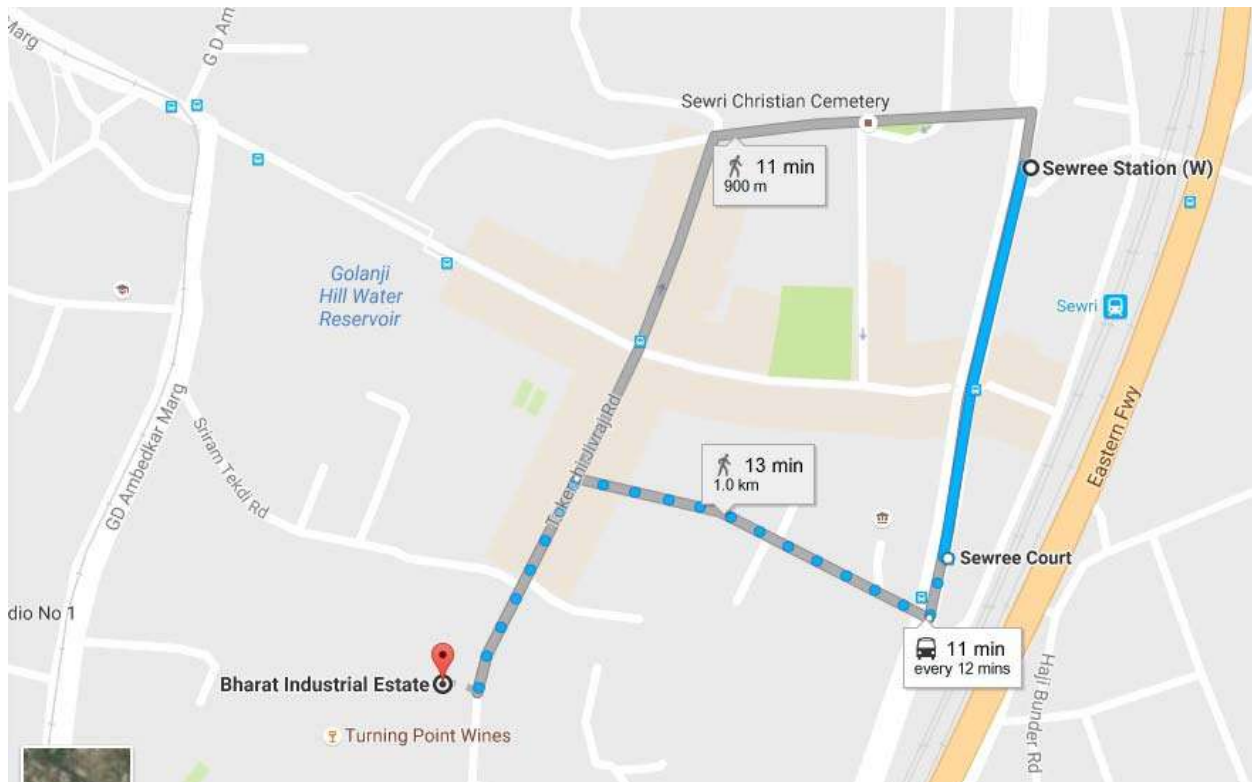 Marg
G D Am
Sewri Christian Cemetery
11 min
900 m
Sewree Station (W)
Golanji
Hill Water
Reservoir
Sewri
Eastern Fwy
Tokershi Jivraj Rd
GD Ambedkar Marg
Sriram Tekdi Rd
13 min
1.0 km
Sewree Court
dio No 1
11 min
every 12 mins
Haji Bunder Rd
Bharat Industrial Estate
Turning Point Wines